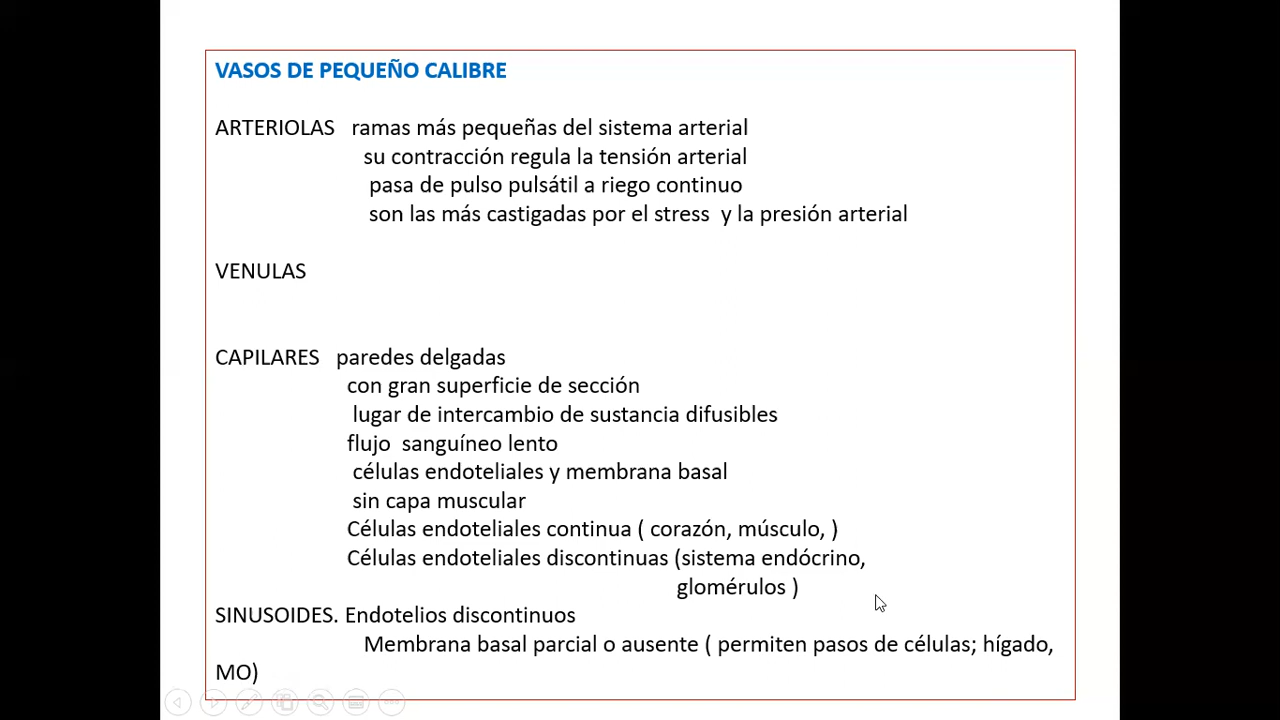 VASOS DE PEQUEÑO CALIBRE
ARTERIOLAS ramas más pequeñas del sistema arterial
su contracción regula la tensión arterial
pasa de pulso pulsátil a riego continuo
son las más castigadas por el stress y la presión arterial
VENULAS
CAPILARES paredes delgadas
con gran superficie de sección
lugar de intercambio de sustancia difusibles
flujo sanguíneo lento
células endoteliales y membrana basal
sin capa muscular
Células endoteliales continua ( corazón, músculo, )
Células endoteliales discontinuas (sistema endócrino,
glomérulos )
SINUSOIDES. Endotelios discontinuos
Membrana basal parcial o ausente ( permiten pasos de células; hígado,
MO)